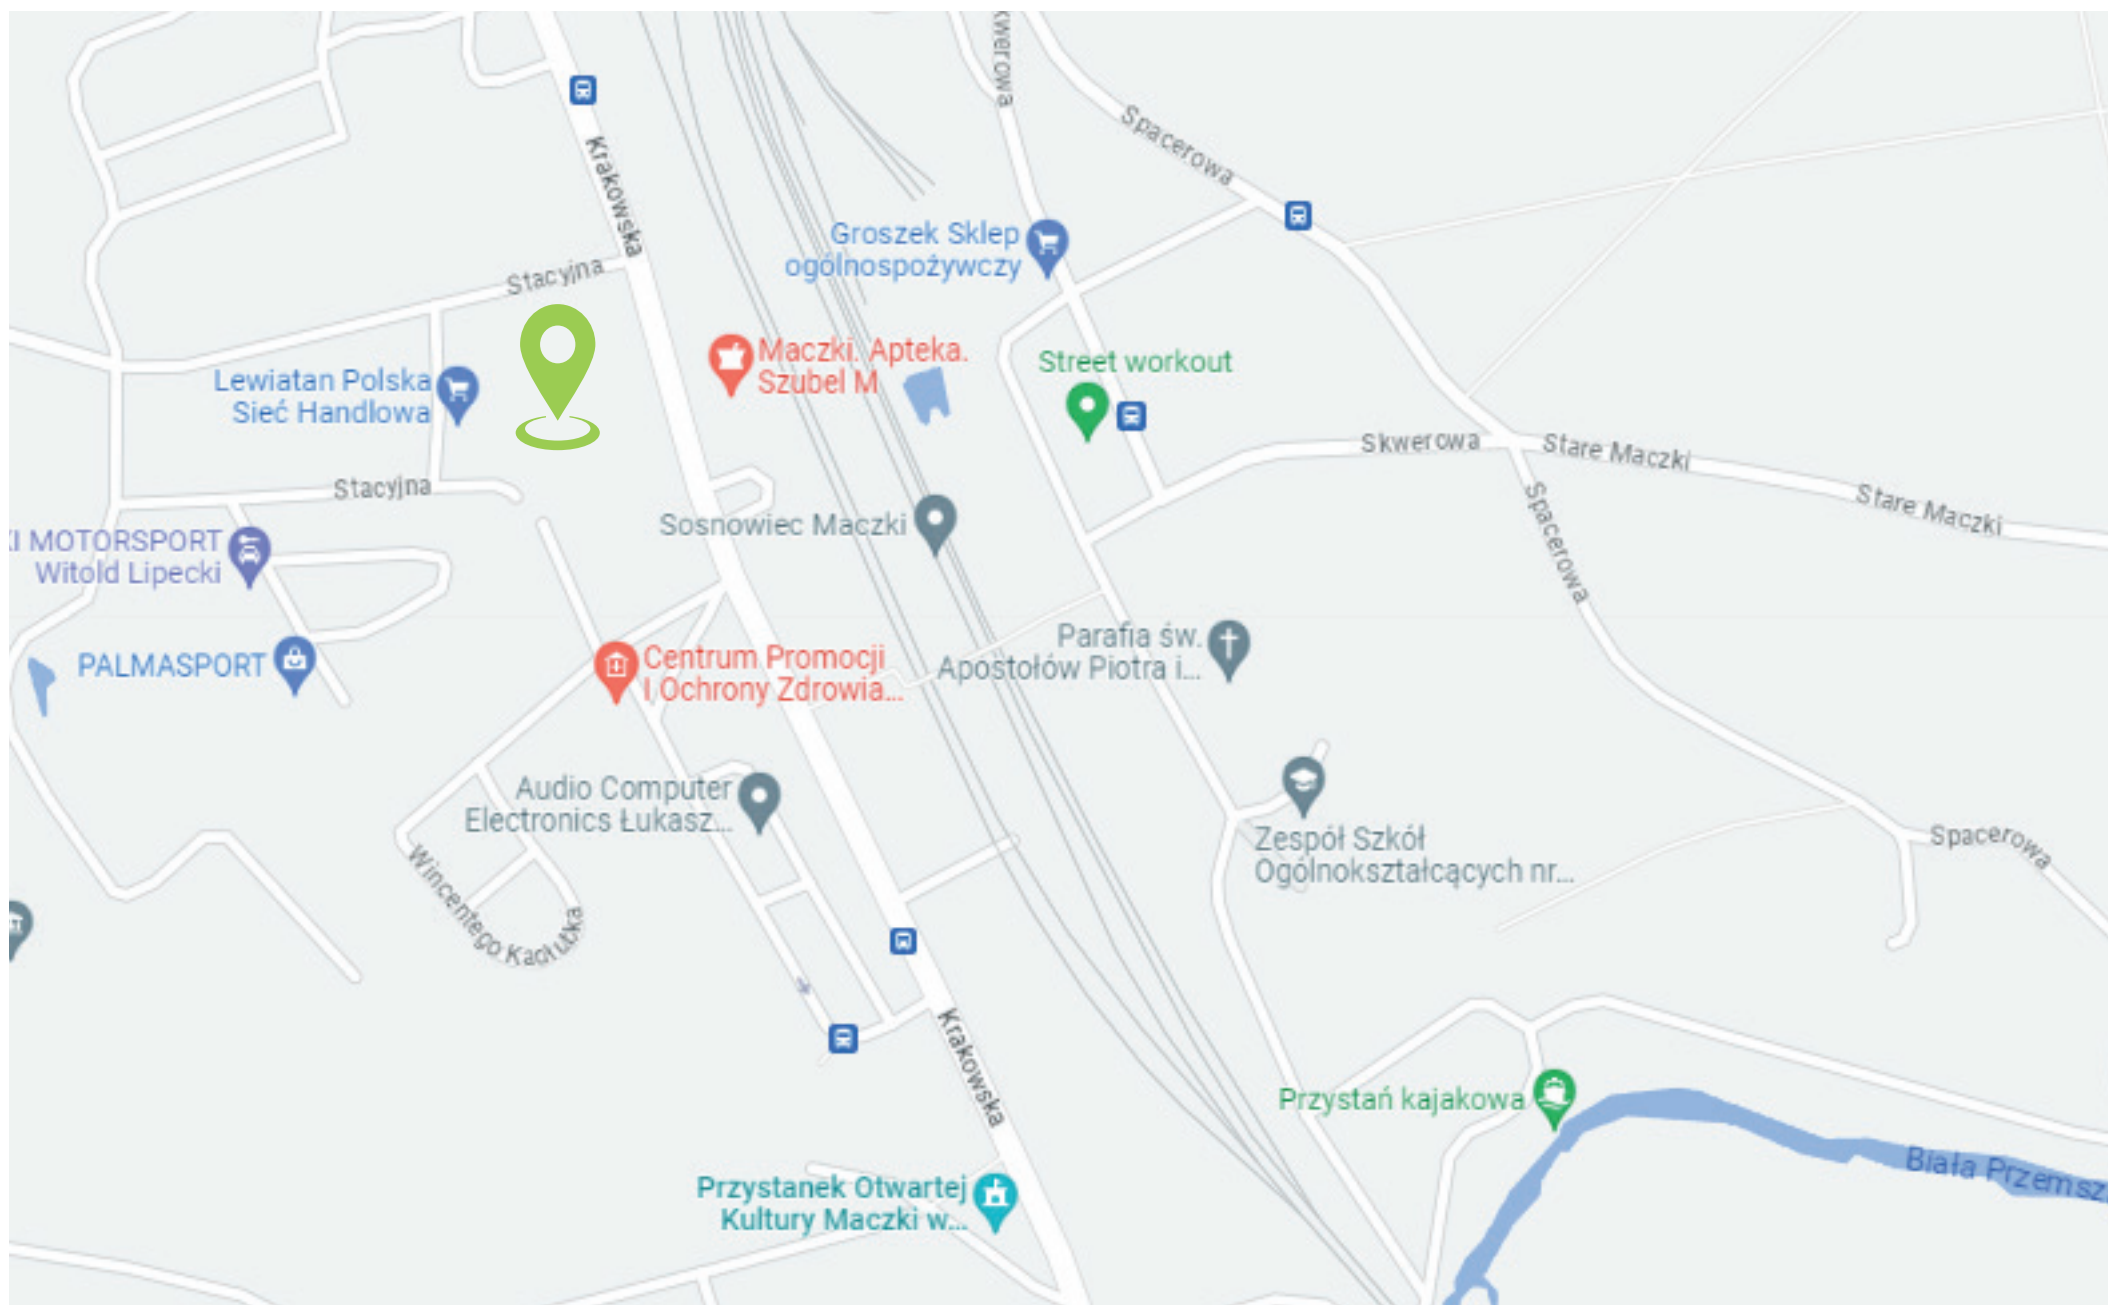 kwerowa
Spacerowa
Krakowska
Groszek Sklep
ogólnospożywczy
Stacyjna
Maczki. Apteka.
Szubel M
Street workout
Lewiatan Polska
Sieć Handlowa
Skwerowa
Stare Maczki
Stacyjna
Stare Maczki
Spacerowa
Sosnowiec Maczki
KI MOTORSPORT
Witold Lipecki
Parafia św.
Apostołów Piotra i...
PALMASPORT
Centrum Promocji
I Ochrony Zdrowia...
Audio Computer
Electronics Łukasz...
Zespół Szkół
Ogólnokształcących nr...
Spacerowa
Wincentego Kadłubka
Krakowska
Przystań kajakowa
Biała Przemsz
Przystanek Otwartej
Kultury Maczki w...